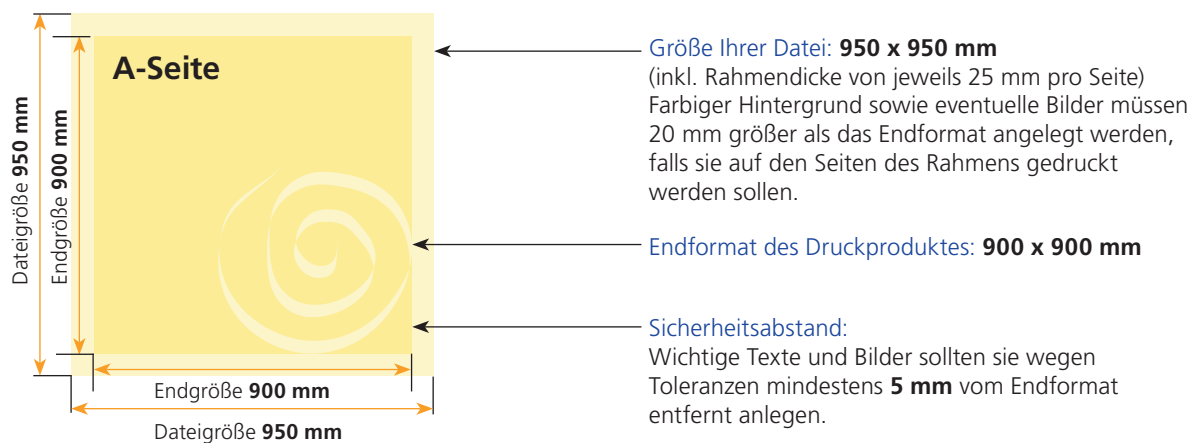 A-Seite
Dateigröße 950 mm
Endgröße 900 mm
Endgröße 900 mm
Dateigröße 950 mm
Größe Ihrer Datei: 950 x 950 mm
(inkl. Rahmendicke von jeweils 25 mm pro Seite)
Farbiger Hintergrund sowie eventuelle Bilder müssen
20 mm größer als das Endformat angelegt werden,
falls sie auf den Seiten des Rahmens gedruckt
werden sollen.
Endformat des Druckproduktes: 900 x 900 mm
Sicherheitsabstand:
Wichtige Texte und Bilder sollten sie wegen
Toleranzen mindestens 5 mm vom Endformat
entfernt anlegen.